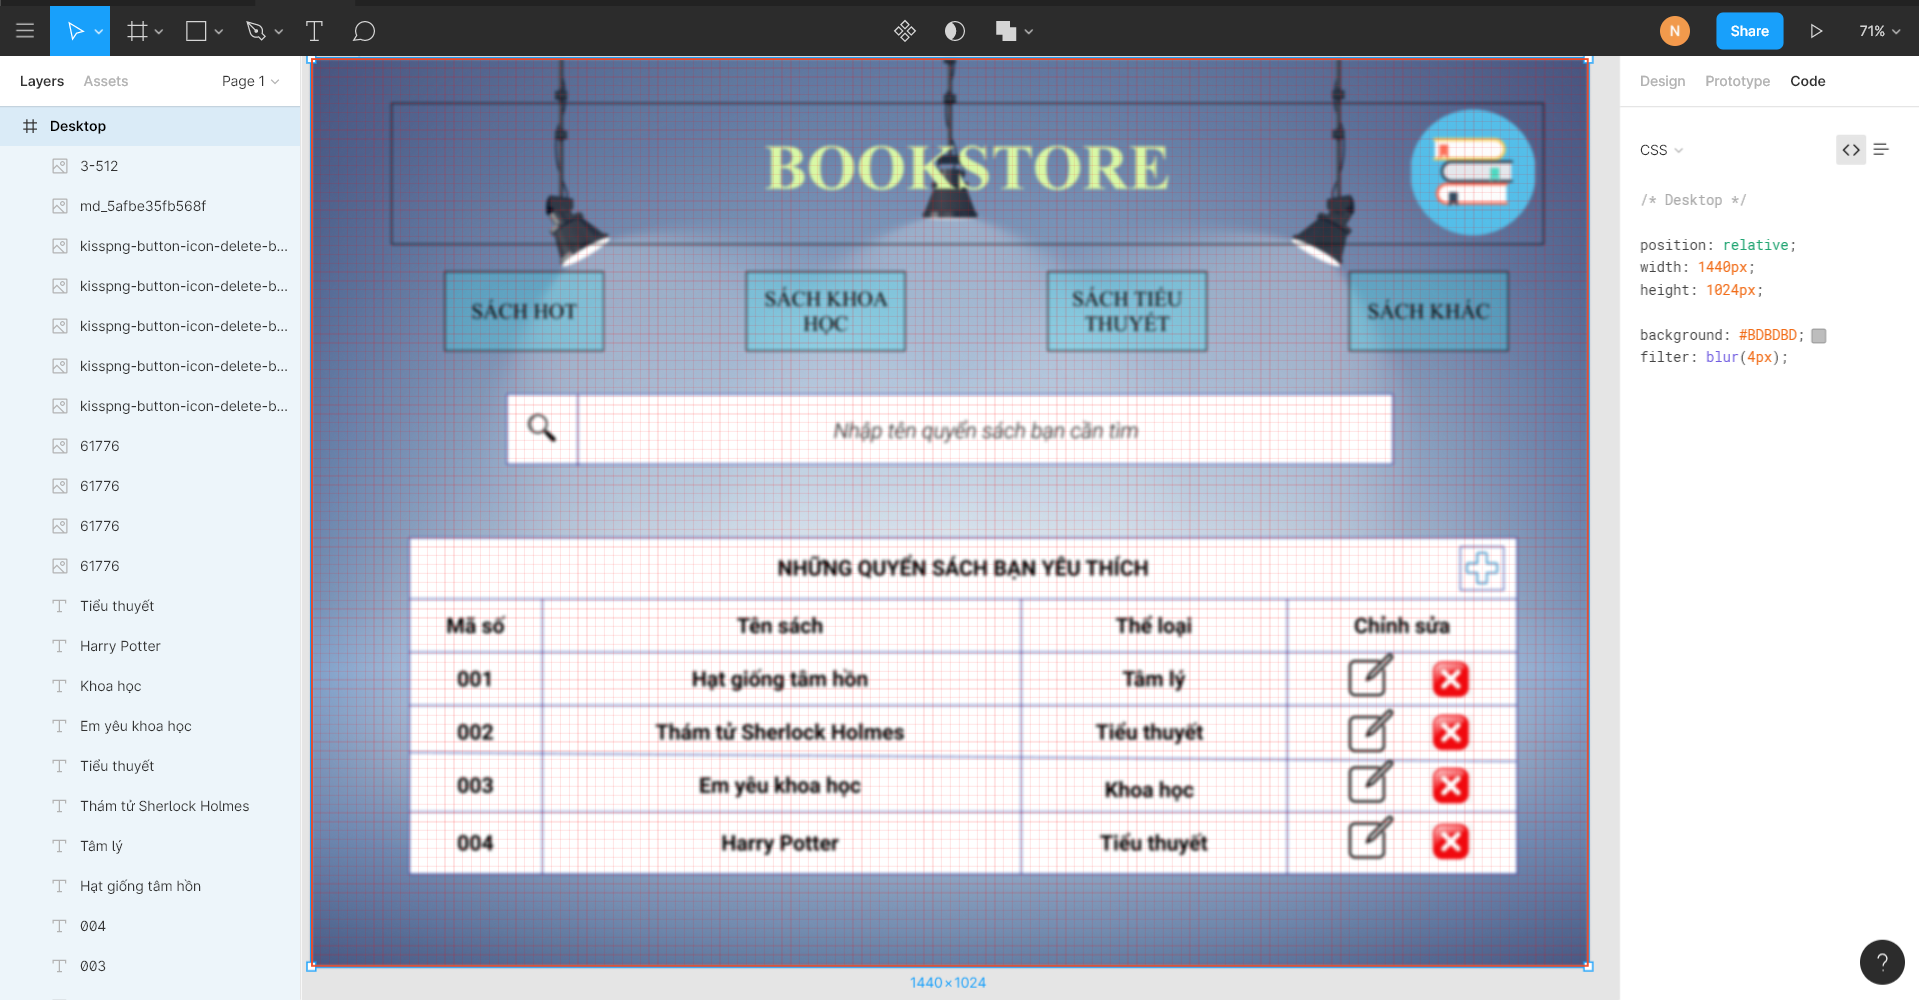 N
Share
71%
Layers
Assets
Page 1
Design
Prototype
Code
Desktop
3-512
md_5afbe35fb568f
kisspng-button-icon-delete-b...
kisspng-button-icon-delete-b...
kisspng-button-icon-delete-b...
kisspng-button-icon-delete-b...
kisspng-button-icon-delete-b...
61776
61776
61776
61776
Tiểu thuyết
Harry Potter
Khoa học
Em yêu khoa học
Tiểu thuyết
Thám tử Sherlock Holmes
Tâm lý
Hạt giống tâm hồn
004
003
BOOKSTORE
SÁCH HOT
SÁCH KHOA
HỌC
SÁCH TIỂU
THUYẾT
SÁCH KHÁC
Nhập tên quyển sách bạn cần tìm
NHỮNG QUYỂN SÁCH BẠN YÊU THÍCH
Mã số Tên sách Thể loại Chỉnh sửa
001 Hạt giống tâm hồn Tâm lý
002 Thám tử Sherlock Holmes Tiểu thuyết
003 Em yêu khoa học Khoa học
004 Harry Potter Tiểu thuyết
1440×1024
CSS
/* Desktop */
position: relative;
width: 1440px;
height: 1024px;
background: #BDBDBD;
filter: blur(4px);
?